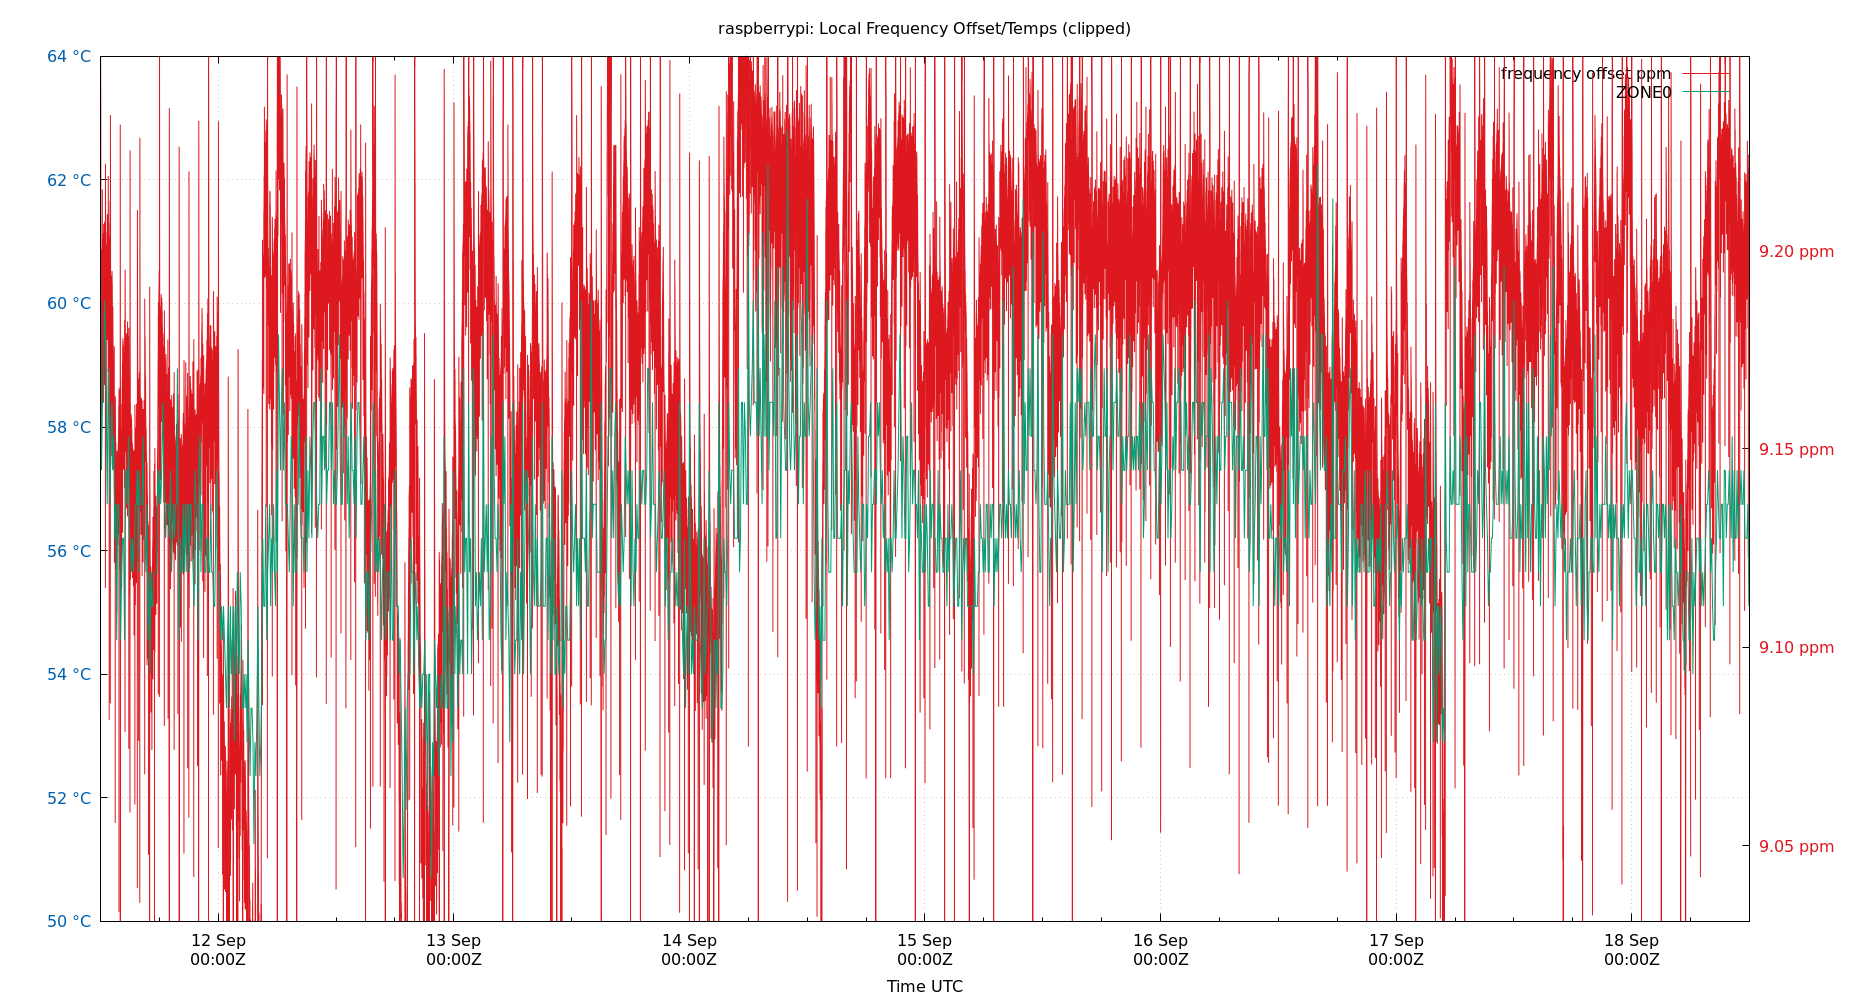 raspberrypi: Local Frequency Offset/Temps (clipped)
64 °C
frequency offset ppm
ZONE0
62 °C
9.20 ppm
60 °C
58 °C
9.15 ppm
56 °C
9.10 ppm
54 °C
52 °C
9.05 ppm
50 °C
12 Sep 13 Sep 14 Sep 15 Sep 16 Sep 17 Sep 18 Sep
00:00Z 00:00Z 00:00Z 00:00Z 00:00Z 00:00Z 00:00Z
Time UTC